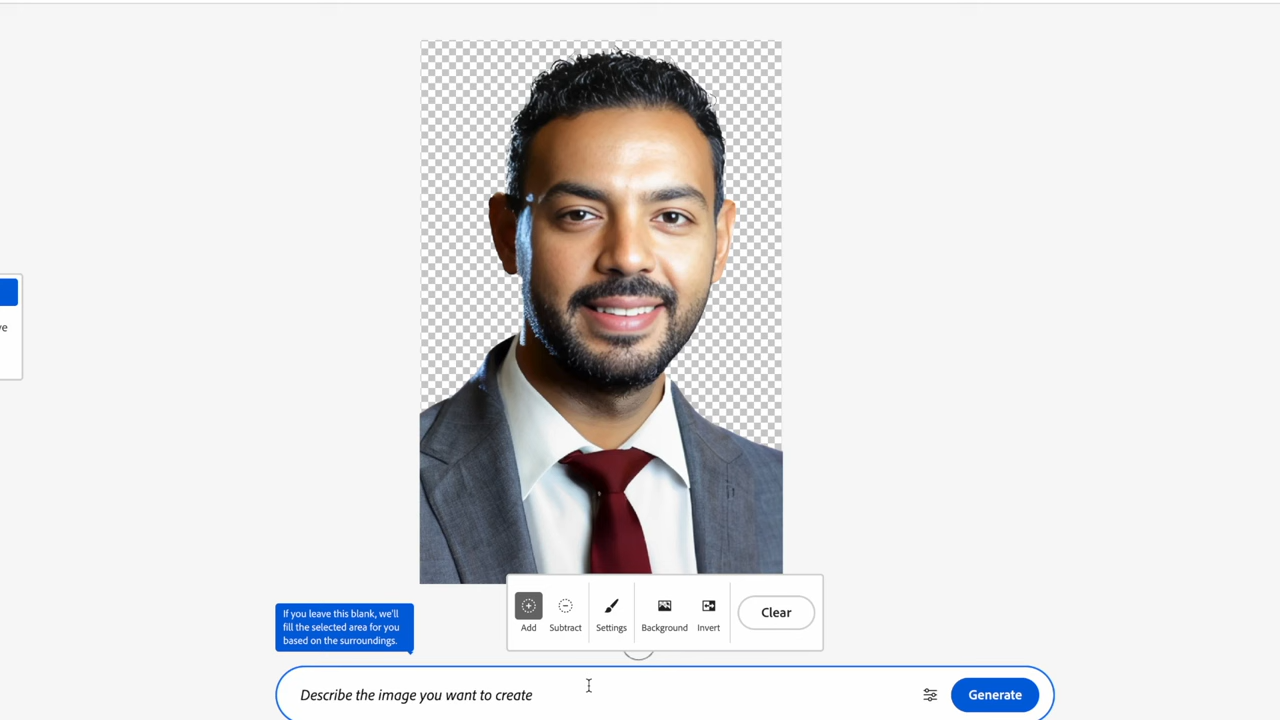 ve
If you leave this blank, we'll
fill the selected area for you
based on the surroundings.
Add
Subtract
Settings
Background
Invert
Clear
Describe the image you want to create
Generate